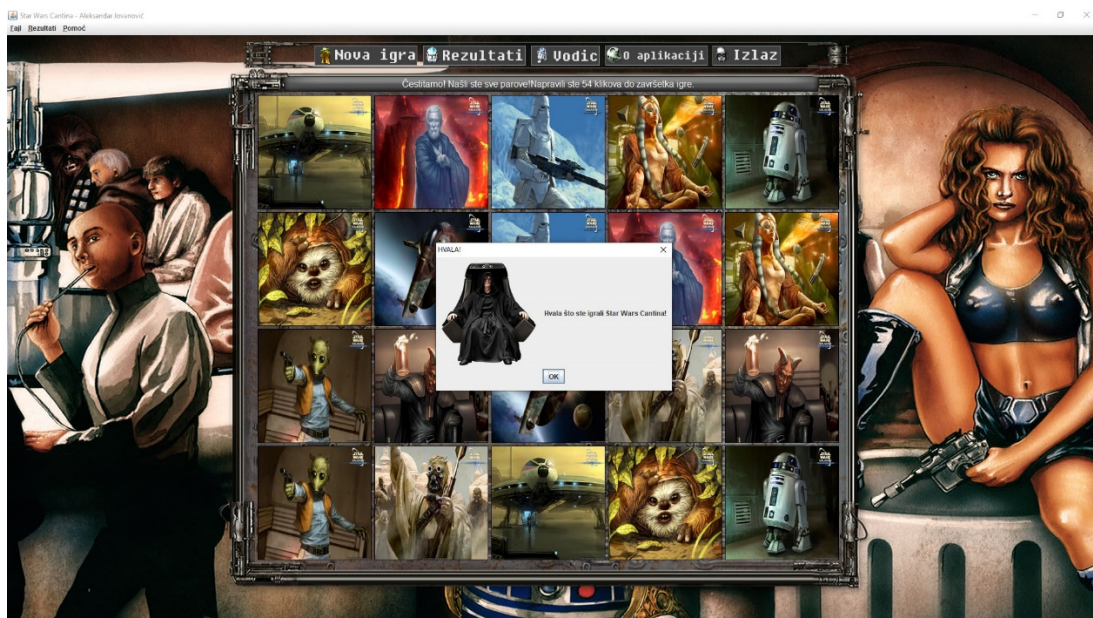 Star Wars Cantina - Aleksandar Jovanović
Fajl Rezultati Pomoć
Nova igra Rezultati Vodic O aplikaciji Izlaz
Čestitamo! Našli ste sve parove!Napravili ste 54 klikova do završetka igre.
HVALA!
Hvala što ste igrali Star Wars Cantina!
OK